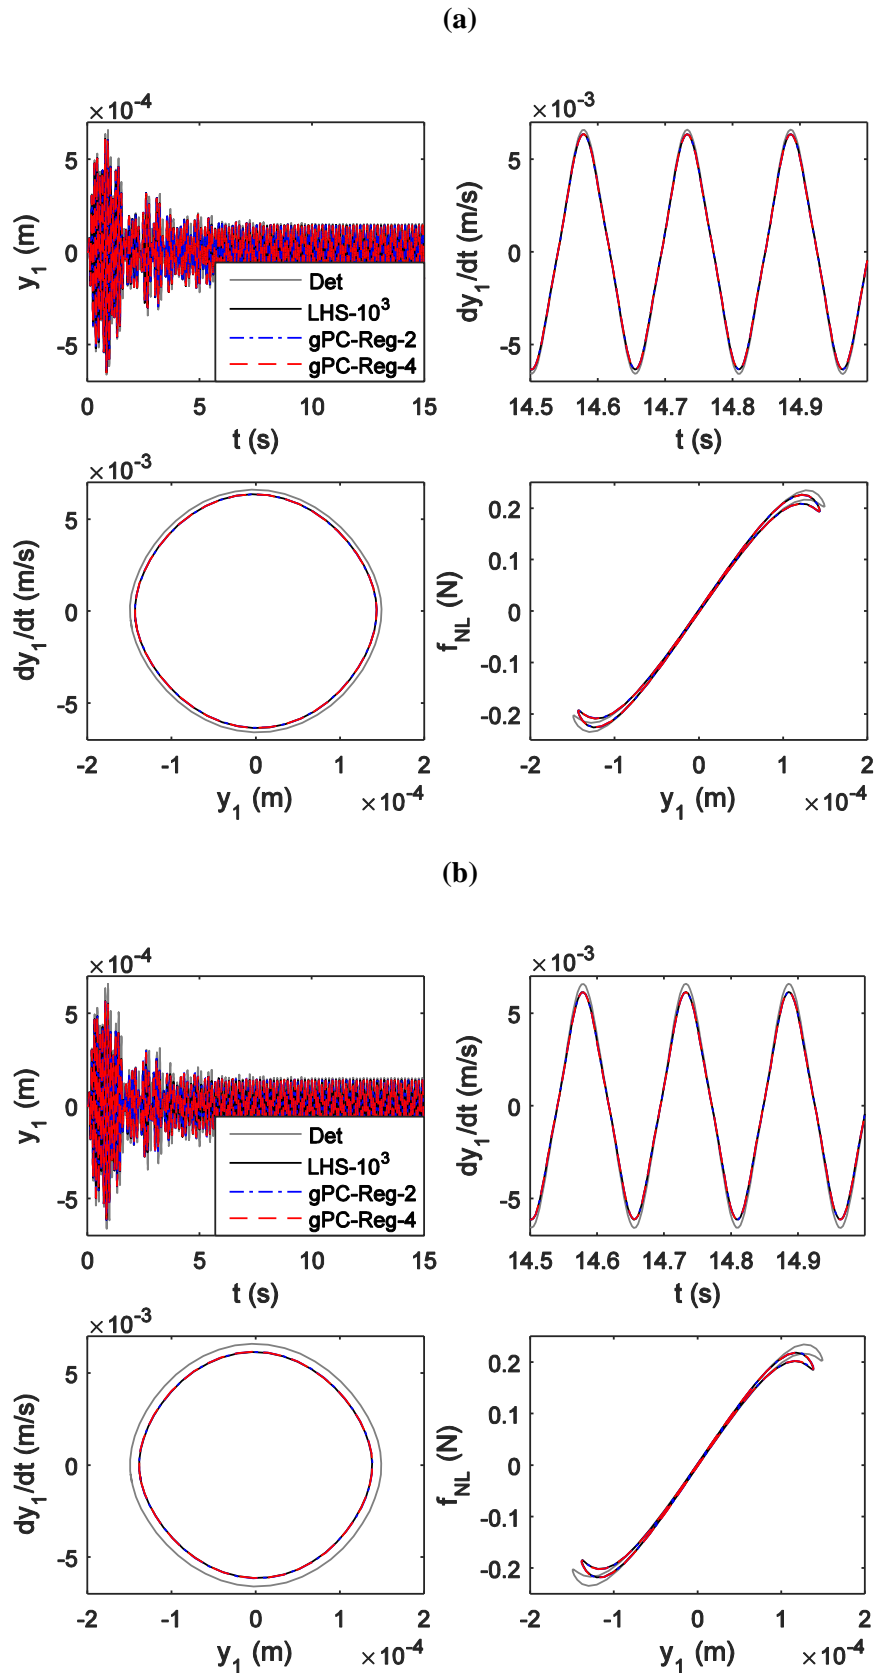 (a)
×10-4
5
0
-5
y1 (m)
Det
LHS-103
gPC-Reg-2
gPC-Reg-4
0 5 10 15
t (s)
×10-3
5
0
-5
dy1/dt (m/s)
14.5 14.6 14.7 14.8 14.9
t (s)
×10-3
5
0
-5
dy1/dt (m/s)
-2 -1 0 1 2
y1 (m) ×10-4
0.2
0.1
0
-0.1
-0.2
fNL (N)
-2 -1 0 1 2
y1 (m) ×10-4
(b)
×10-4
5
0
-5
y1 (m)
Det
LHS-103
gPC-Reg-2
gPC-Reg-4
0 5 10 15
t (s)
×10-3
5
0
-5
dy1/dt (m/s)
14.5 14.6 14.7 14.8 14.9
t (s)
×10-3
5
0
-5
dy1/dt (m/s)
-2 -1 0 1 2
y1 (m) ×10-4
0.2
0.1
0
-0.1
-0.2
fNL (N)
-2 -1 0 1 2
y1 (m) ×10-4